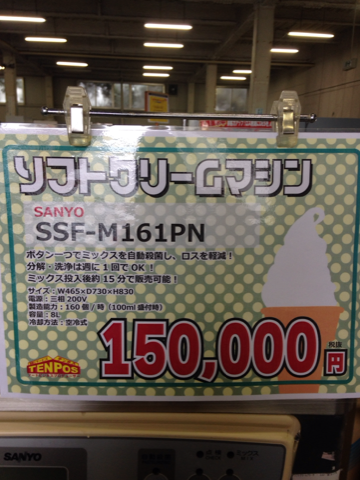 ソフトクリームマシン
SANYO
SSF-M161PN
ボタン一つでミックスを自動殺菌し、ロスを軽減！
分解・洗浄は週に1回でOK！
ミックス投入後約15分で販売可能！
サイズ：W465×D730×H830
電源：三相200V
製造能力：160個/時（100ml盛付時）
容量：8L
冷却方法：空冷式
TENPOS
150,000円
税抜
SANYO